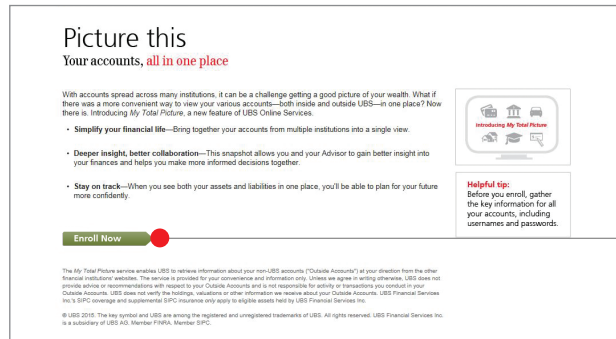 Picture this
Your accounts, all in one place
With accounts spread across many institutions, it can be a challenge getting a good picture of your wealth. What if
there was a more convenient way to view your various accounts—both inside and outside UBS—in one place? Now
there is. Introducing My Total Picture, a new feature of UBS Online Services.
• Simplify your financial life—Bring together your accounts from multiple institutions into a single view.
• Deeper insight, better collaboration—This snapshot allows you and your Advisor to gain better insight into
your finances and helps you make more informed decisions together.
• Stay on track—When you see both your assets and liabilities in one place, you'll be able to plan for your future
more confidently.
Introducing My Total Picture
Helpful tip:
Before you enroll, gather
the key information for all
your accounts, including
usernames and passwords.
Enroll Now
The My Total Picture service enables UBS to retrieve information about your non-UBS accounts ("Outside Accounts") at your direction from the other
financial institutions' websites. The service is provided for your convenience and information only. Unless we agree in writing otherwise, UBS does not
provide advice or recommendations with respect to your Outside Accounts and is not responsible for activity or transactions you conduct in your
Outside Accounts. UBS does not verify the holdings, valuations or other information we receive about your Outside Accounts. UBS Financial Services
Inc.'s SIPC coverage and supplemental SIPC insurance only apply to eligible assets held by UBS Financial Services Inc.
© UBS 2015. The key symbol and UBS are among the registered and unregistered trademarks of UBS. All rights reserved. UBS Financial Services Inc.
is a subsidiary of UBS AG. Member FINRA. Member SIPC.